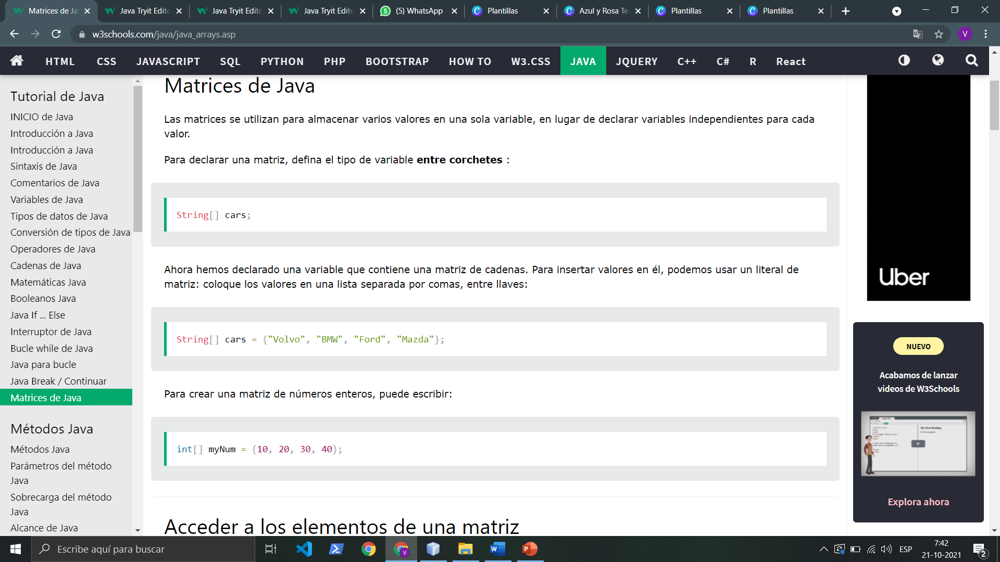 Matrices de Ja
Java Tryit Edito
Java Tryit Edito
Java Tryit Edito
(5) WhatsApp
Plantillas
Azul y Rosa Te
Plantillas
Plantillas
w3schools.com/java/java_arrays.asp
V
HTML CSS JAVASCRIPT SQL PYTHON PHP BOOTSTRAP HOW TO W3.CSS JAVA JQUERY C++ C# R React
Tutorial de Java
INICIO de Java
Introducción a Java
Introducción a Java
Sintaxis de Java
Comentarios de Java
Variables de Java
Tipos de datos de Java
Conversión de tipos de Java
Operadores de Java
Cadenas de Java
Matemáticas Java
Booleanos Java
Java If ... Else
Interruptor de Java
Bucle while de Java
Java para bucle
Java Break / Continuar
Matrices de Java
Métodos Java
Métodos Java
Parámetros del método
Java
Sobrecarga del método
Java
Alcance de Java
Matrices de Java
Las matrices se utilizan para almacenar varios valores en una sola variable, en lugar de declarar variables independientes para cada
valor.
Para declarar una matriz, defina el tipo de variable entre corchetes :
String[] cars;
Ahora hemos declarado una variable que contiene una matriz de cadenas. Para insertar valores en él, podemos usar un literal de
matriz: coloque los valores en una lista separada por comas, entre llaves:
String[] cars = {"Volvo", "BMW", "Ford", "Mazda"};
Para crear una matriz de números enteros, puede escribir:
int[] myNum = {10, 20, 30, 40};
Acceder a los elementos de una matriz
Uber
NUEVO
Acabamos de lanzar
videos de W3Schools
My First Heading
Explora ahora
Escribe aquí para buscar
ESP
7:42
21-10-2021
2